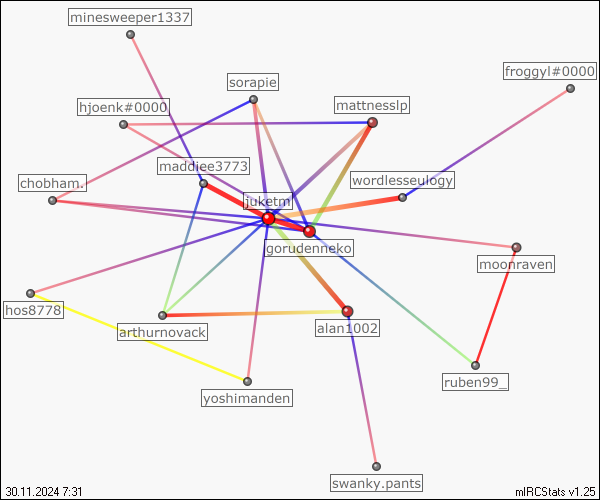 minesweeper1337
froggyl#0000
sorapie
mattnesslp
hjoenk#0000
maddiee3773
wordlesseulogy
chobham.
juketml
gorudenneko
moonraven
hos8778
arthurnovack
alan1002
ruben99_
yoshimanden
swanky.pants
30.11.2024 7:31
mIRCStats v1.25